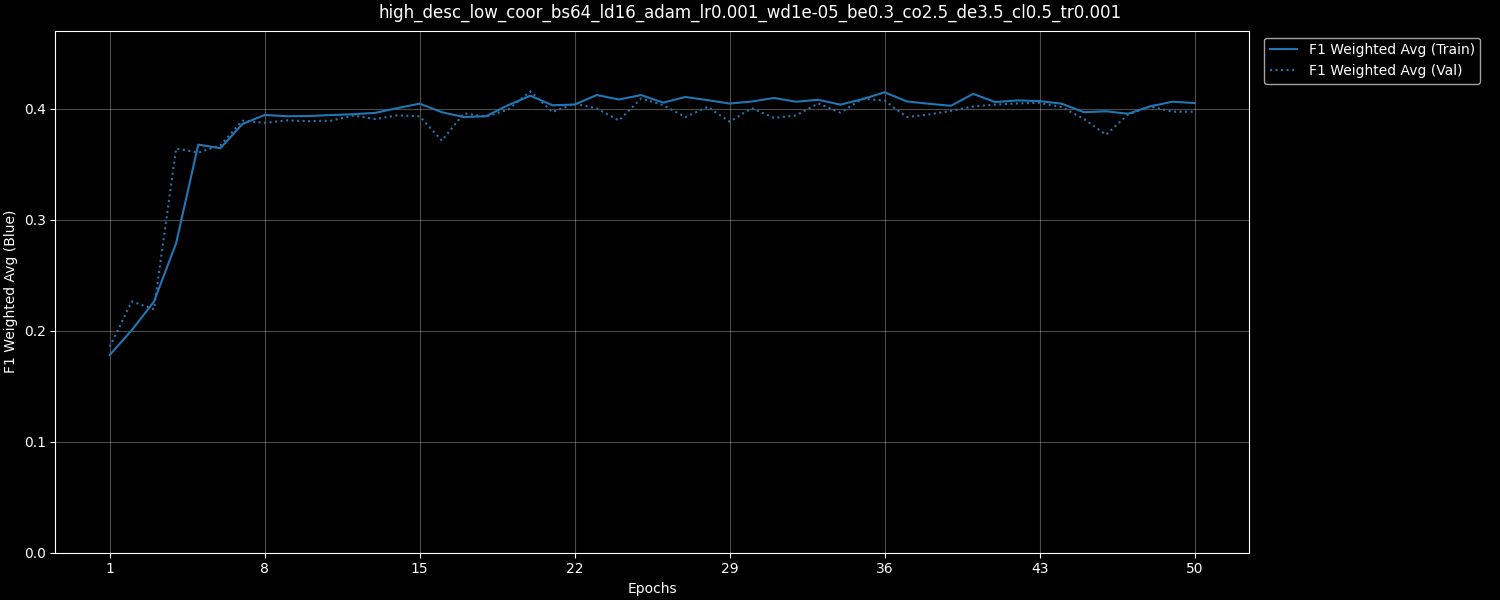 high_desc_low_coor_bs64_ld16_adam_lr0.001_wd1e-05_be0.3_co2.5_de3.5_cl0.5_tr0.001
F1 Weighted Avg (Train)
F1 Weighted Avg (Val)
F1 Weighted Avg (Blue)
0.4
0.3
0.2
0.1
0.0
1 8 15 22 29 36 43 50
Epochs